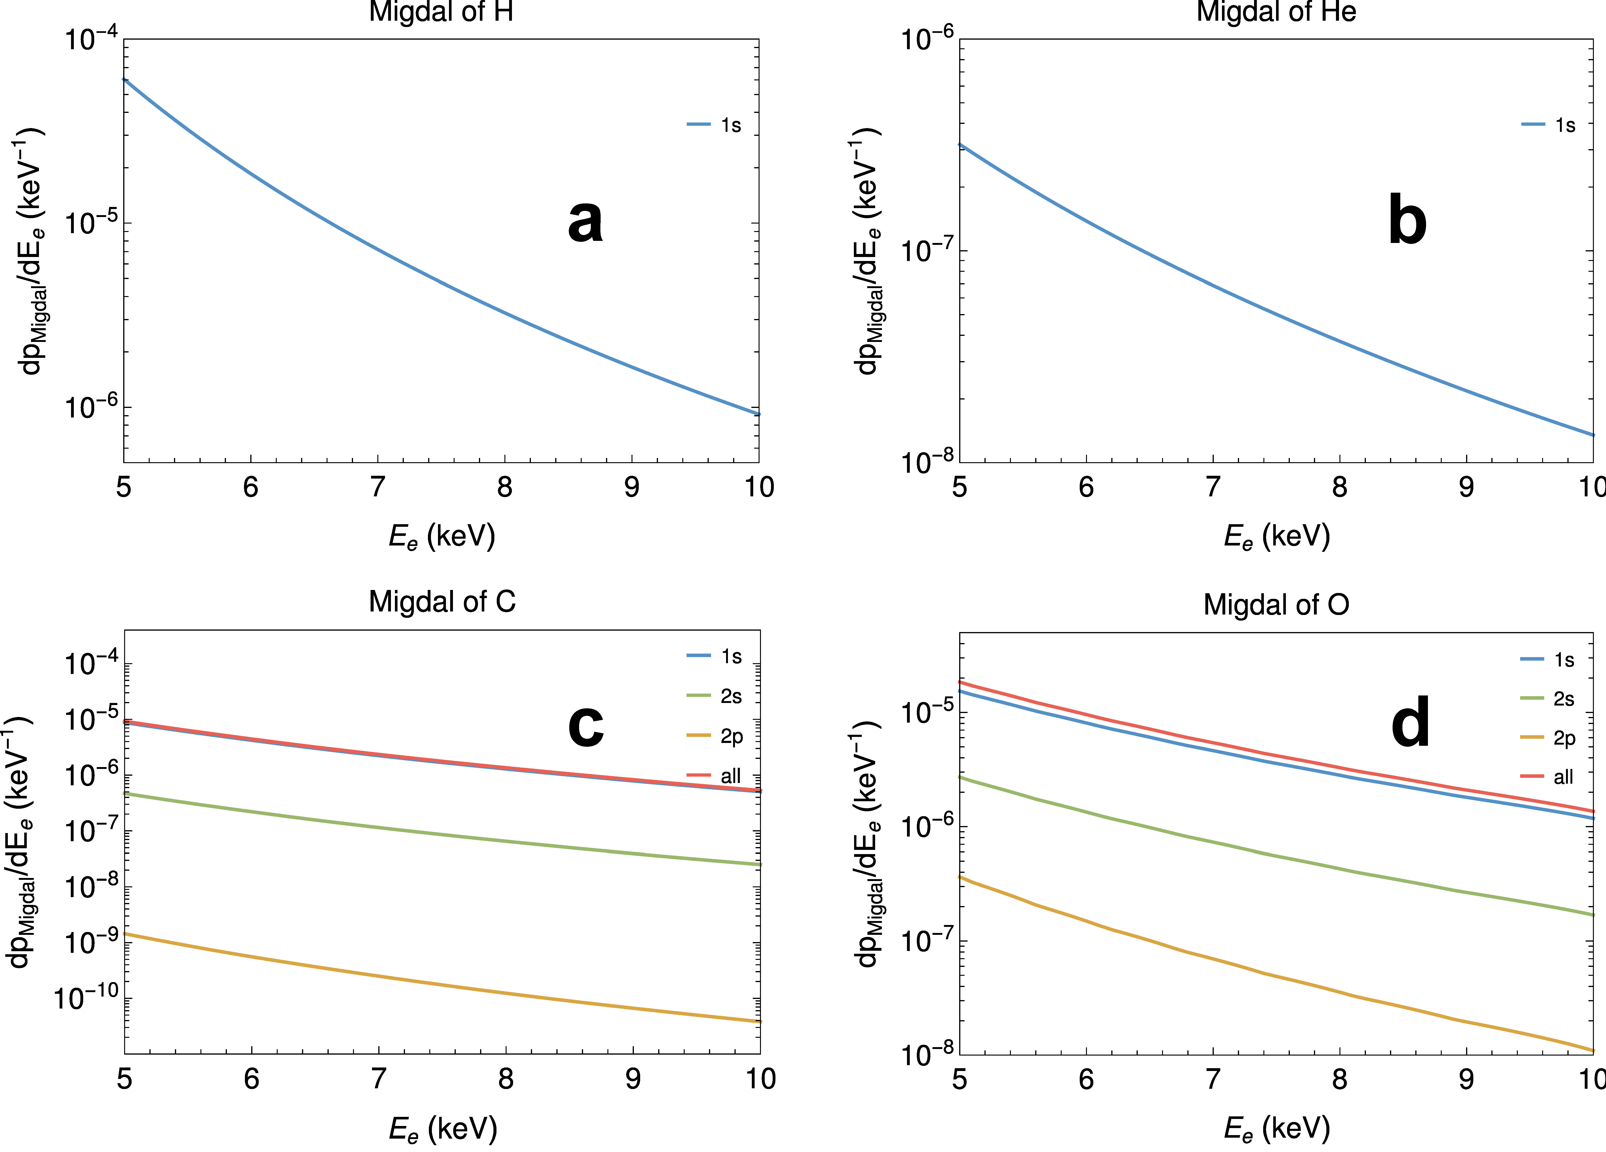 Migdal of H
10⁻⁴
10⁻⁵
10⁻⁶
dp_Migdal/dE_e (keV⁻¹)
1s
a
5 6 7 8 9 10
E_e (keV)
Migdal of He
10⁻⁶
10⁻⁷
10⁻⁸
dp_Migdal/dE_e (keV⁻¹)
1s
b
5 6 7 8 9 10
E_e (keV)
Migdal of C
10⁻⁴
10⁻⁵
10⁻⁶
10⁻⁷
10⁻⁸
10⁻⁹
10⁻¹⁰
dp_Migdal/dE_e (keV⁻¹)
1s
2s
2p
all
c
5 6 7 8 9 10
E_e (keV)
Migdal of O
10⁻⁵
10⁻⁶
10⁻⁷
10⁻⁸
dp_Migdal/dE_e (keV⁻¹)
1s
2s
2p
all
d
5 6 7 8 9 10
E_e (keV)